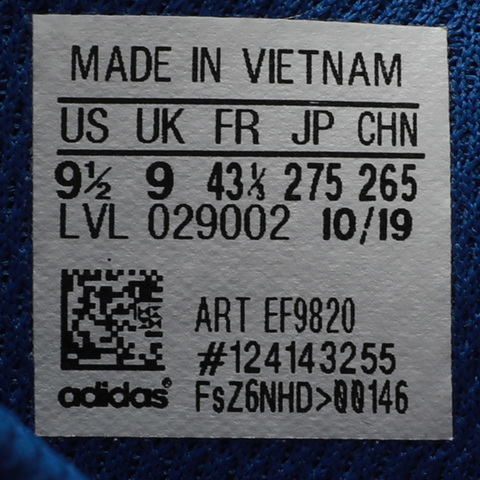 MADE IN VIETNAM
US UK FR JP CHN
9½ 9 43⅓ 275 265
LVL 029002 10/19
ART EF9820
#124143255
adidas® FsZ6NHD>00146